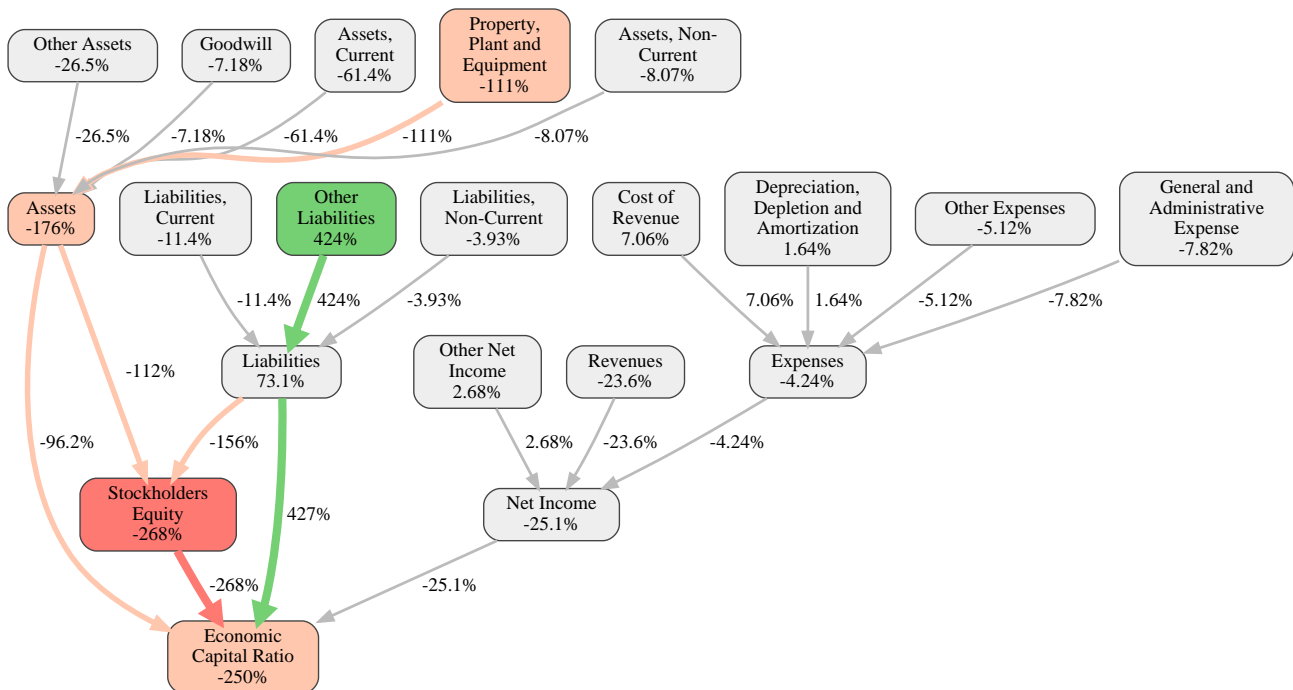 Other Assets
-26.5%
Goodwill
-7.18%
Assets,
Current
-61.4%
Property,
Plant and
Equipment
-111%
Assets, Non-
Current
-8.07%
-26.5%
-7.18%
-61.4%
-111%
-8.07%
Assets
-176%
Liabilities,
Current
-11.4%
Other
Liabilities
424%
Liabilities,
Non-Current
-3.93%
Cost of
Revenue
7.06%
Depreciation,
Depletion and
Amortization
1.64%
Other Expenses
-5.12%
General and
Administrative
Expense
-7.82%
-11.4%
424%
-3.93%
7.06%
1.64%
-5.12%
-7.82%
Liabilities
73.1%
Other Net
Income
2.68%
Revenues
-23.6%
Expenses
-4.24%
-112%
-96.2%
-156%
2.68%
-23.6%
-4.24%
Stockholders
Equity
-268%
427%
Net Income
-25.1%
-268%
-25.1%
Economic
Capital Ratio
-250%